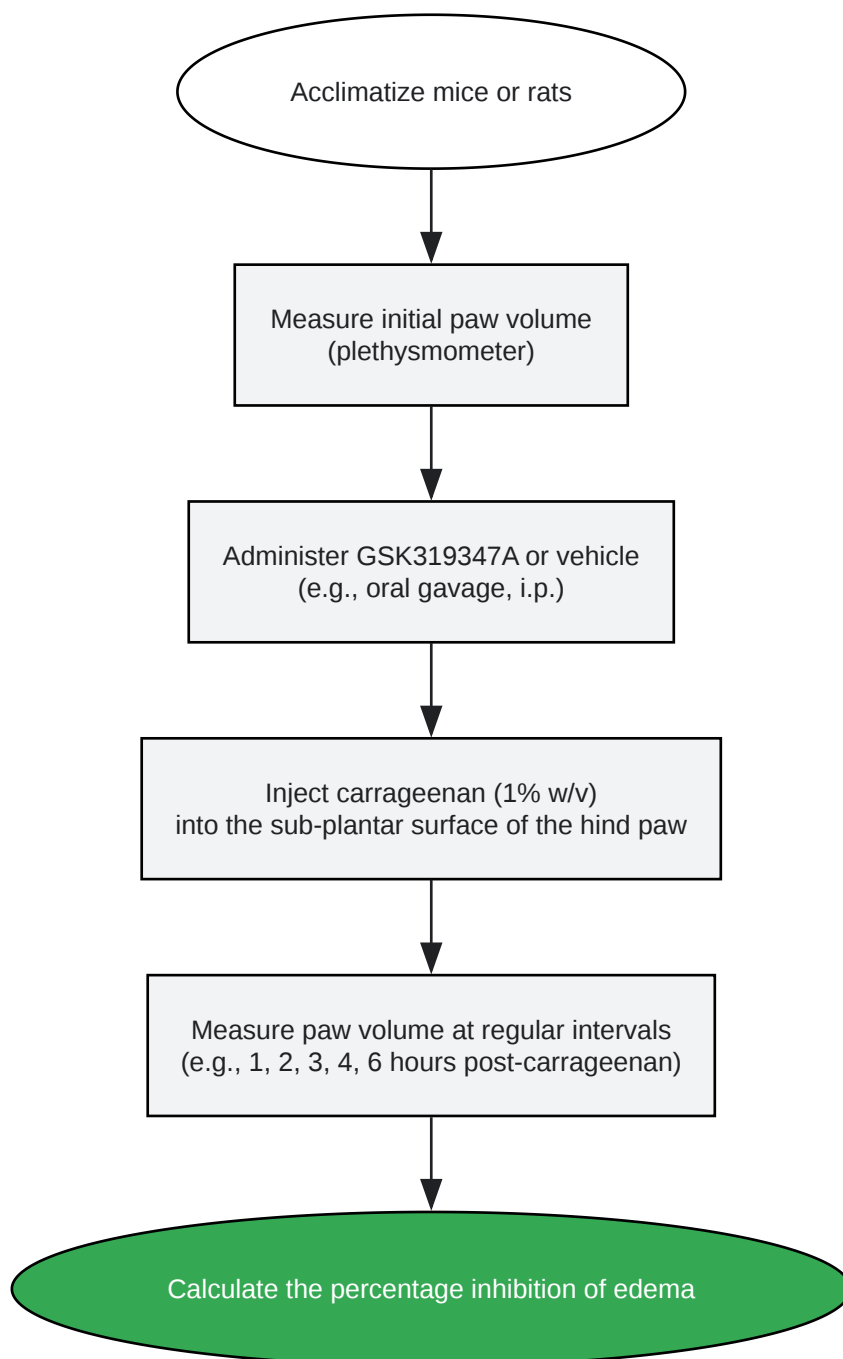 Acclimatize mice or rats
Measure initial paw volume
(plethysmometer)
Administer GSK319347A or vehicle
(e.g., oral gavage, i.p.)
Inject carrageenan (1% w/v)
into the sub-plantar surface of the hind paw
Measure paw volume at regular intervals
(e.g., 1, 2, 3, 4, 6 hours post-carrageenan)
Calculate the percentage inhibition of edema